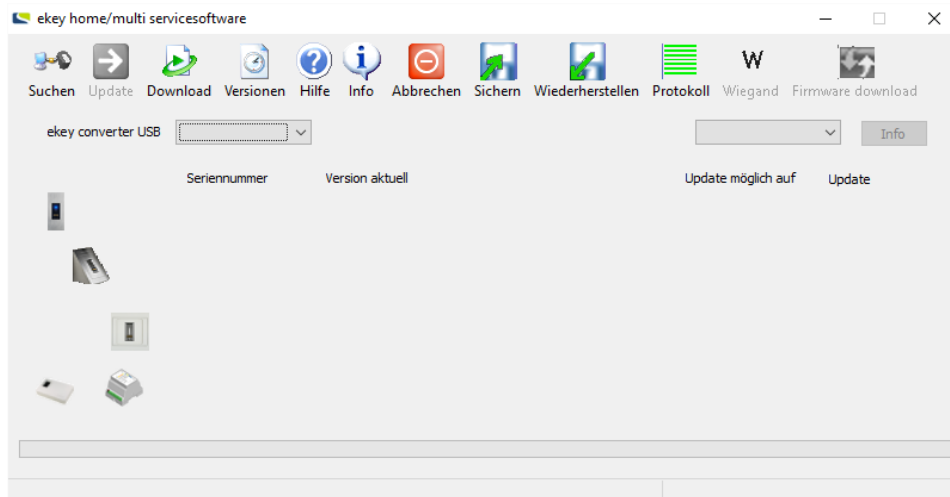 ekey home/multi servicesoftware
Suchen Update Download Versionen Hilfe Info Abbrechen Sichern Wiederherstellen Protokoll W Wiegand Firmware download
ekey converter USB Info
Seriennummer Version aktuell Update möglich auf Update